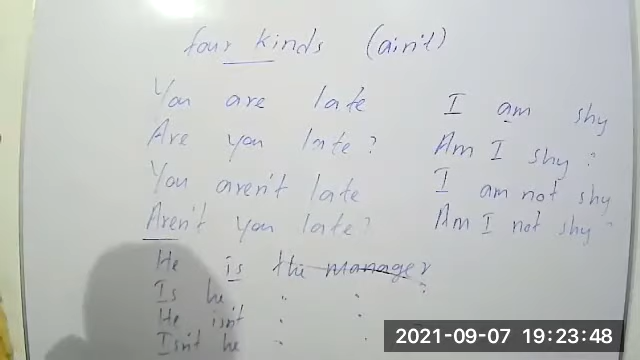 four kinds (ain't)
You are late I am shy
Are you late? Am I shy?
You aren't late I am not shy
Aren't you late? Am I not shy?
He is the manager
Is he " " ?
He isn't " "
Isn't he " "
2021-09-07 19:23:48